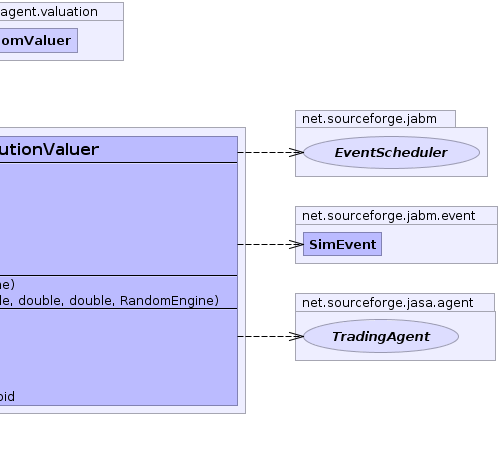 agent.valuation
omValuer
net.sourceforge.jabm
EventScheduler
utionValuer
net.sourceforge.jabm.event
SimEvent
ne)
le, double, double, RandomEngine)
net.sourceforge.jasa.agent
TradingAgent
oid